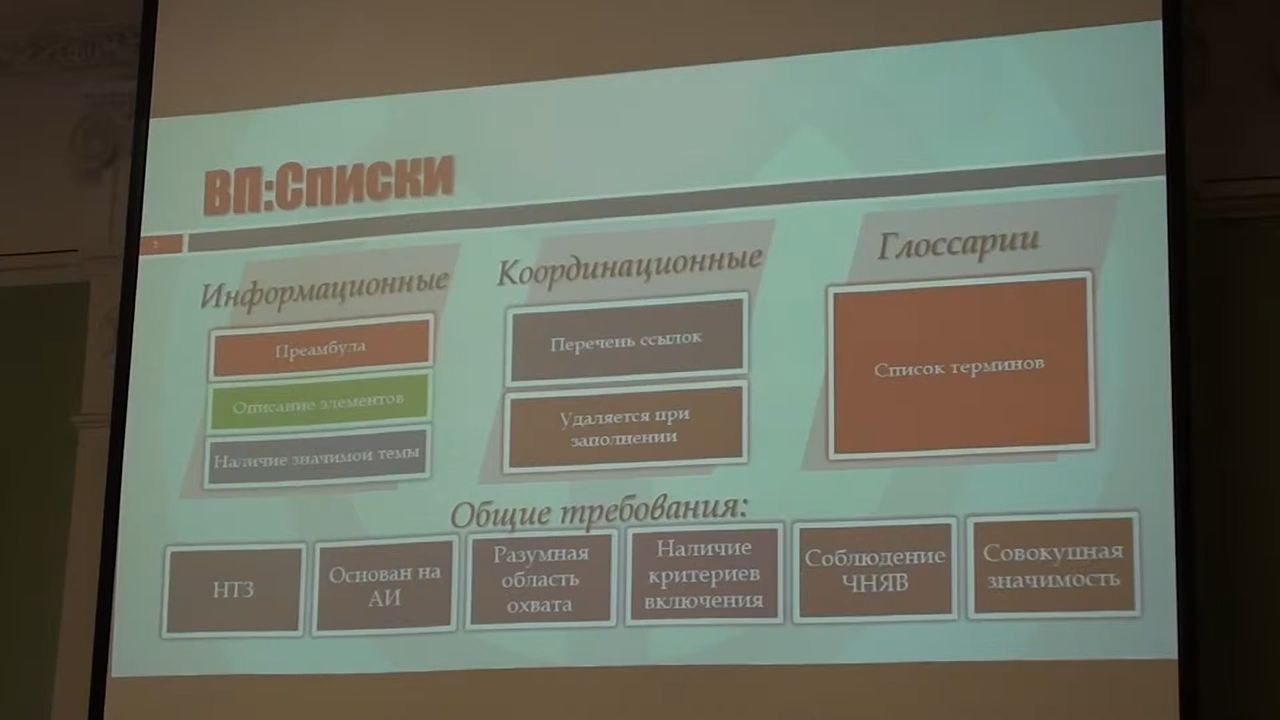 ВП:Списки
2
Информационные
Преамбула
Описание элементов
Наличие значимой темы
Координационные
Перечень ссылок
Удаляется при
заполнении
Глоссарии
Список терминов
Общие требования:
НТЗ
Основан на
АИ
Разумная
область
охвата
Наличие
критериев
включения
Соблюдение
ЧНЯВ
Совокупная
значимость